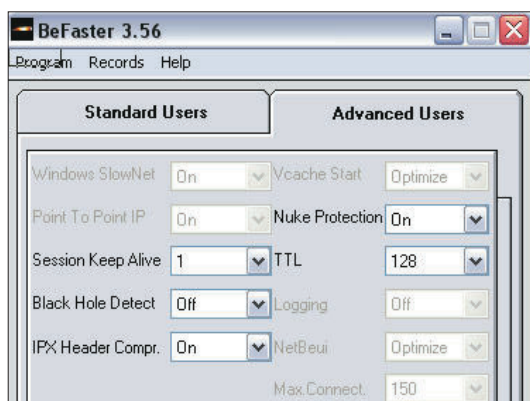 BeFaster 3.56
Program Records Help
Standard Users Advanced Users
Windows SlowNet On Vcache Start Optimize
Point To Point IP On Nuke Protection On
Session Keep Alive 1 TTL 128
Black Hole Detect Off Logging Off
IPX Header Compr. On NetBeui Optimize
Max.Connect. 150